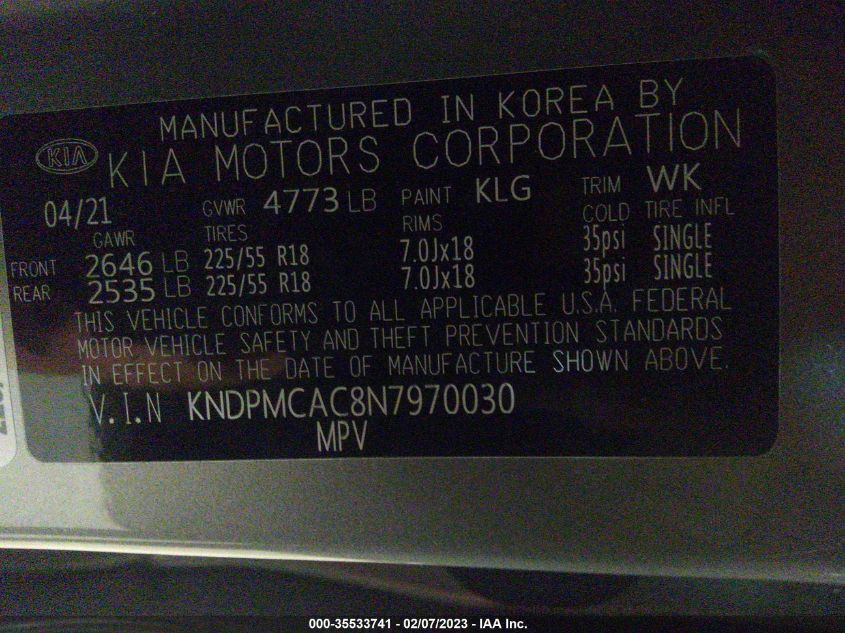 MANUFACTURED IN KOREA BY
KIA KIA MOTORS CORPORATION
04/21 GVWR 4773 LB PAINT KLG TRIM WK
GAWR TIRES RIMS COLD TIRE INFL
FRONT 2646 LB 225/55 R18 7.0Jx18 35psi SINGLE
REAR 2535 LB 225/55 R18 7.0Jx18 35psi SINGLE
THIS VEHICLE CONFORMS TO ALL APPLICABLE U.S.A. FEDERAL
MOTOR VEHICLE SAFETY AND THEFT PREVENTION STANDARDS
IN EFFECT ON THE DATE OF MANUFACTURE SHOWN ABOVE.
V.I.N KNDPMCAC8N7970030
MPV
000-35533741 - 02/07/2023 - IAA Inc.